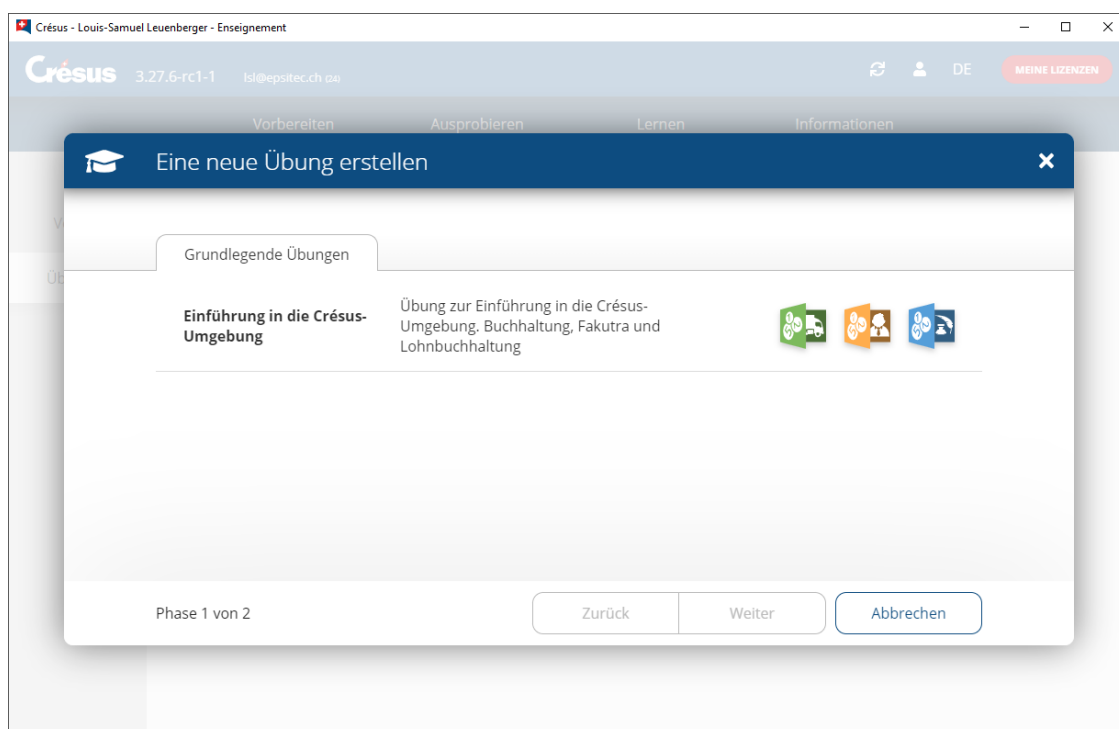 Crésus - Louis-Samuel Leuenberger - Enseignement
Crésus 3.27.6-rc1-1 lsl@epsitec.ch DE MEINE LIZENZEN
Vorbereiten Ausprobieren Lernen Informationen
Eine neue Übung erstellen
Grundlegende Übungen
Einführung in die Crésus-
Umgebung
Übung zur Einführung in die Crésus-
Umgebung. Buchhaltung, Fakutra und
Lohnbuchhaltung
Phase 1 von 2
Zurück Weiter Abbrechen